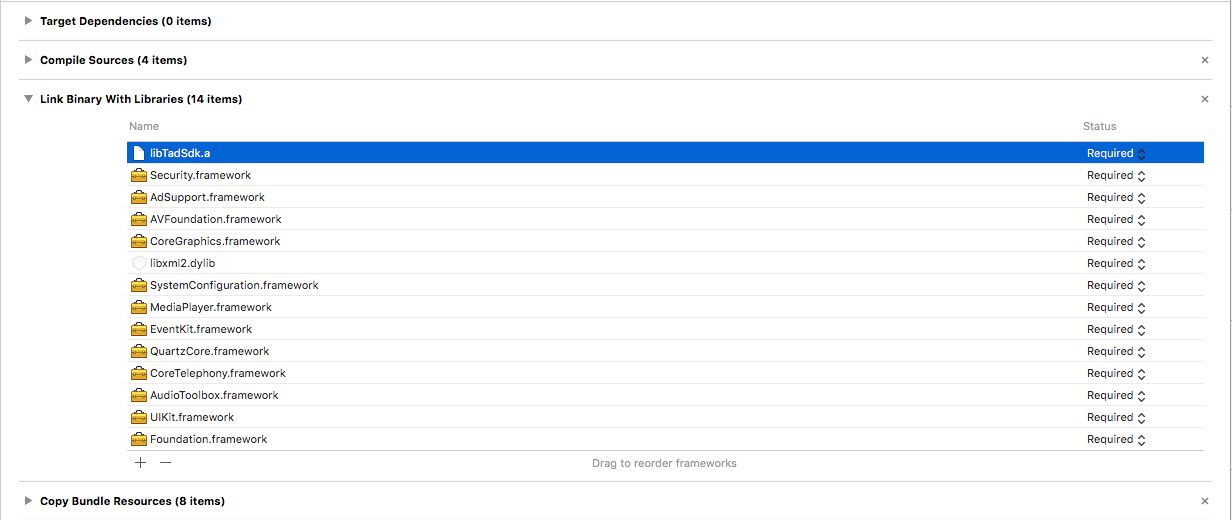 Target Dependencies (0 items)
Compile Sources (4 items)
Link Binary With Libraries (14 items)
Name Status
libTadSdk.a Required
Security.framework Required
AdSupport.framework Required
AVFoundation.framework Required
CoreGraphics.framework Required
libxml2.dylib Required
SystemConfiguration.framework Required
MediaPlayer.framework Required
EventKit.framework Required
QuartzCore.framework Required
CoreTelephony.framework Required
AudioToolbox.framework Required
UIKit.framework Required
Foundation.framework Required
Drag to reorder frameworks
Copy Bundle Resources (8 items)